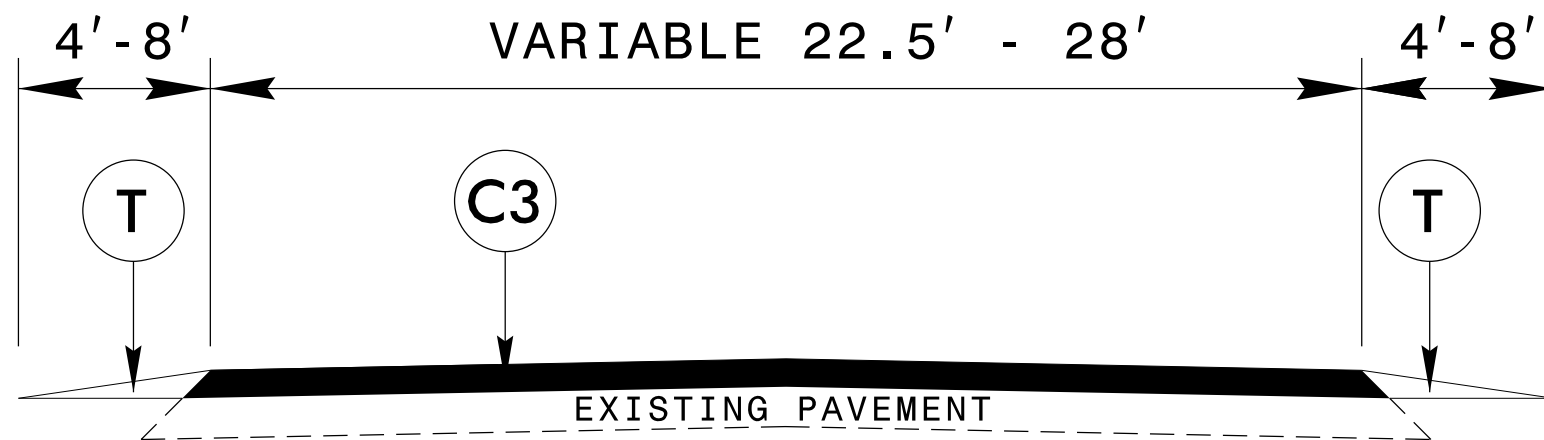 4'-8' VARIABLE 22.5' - 28' 4'-8'
T C3 T
EXISTING PAVEMENT